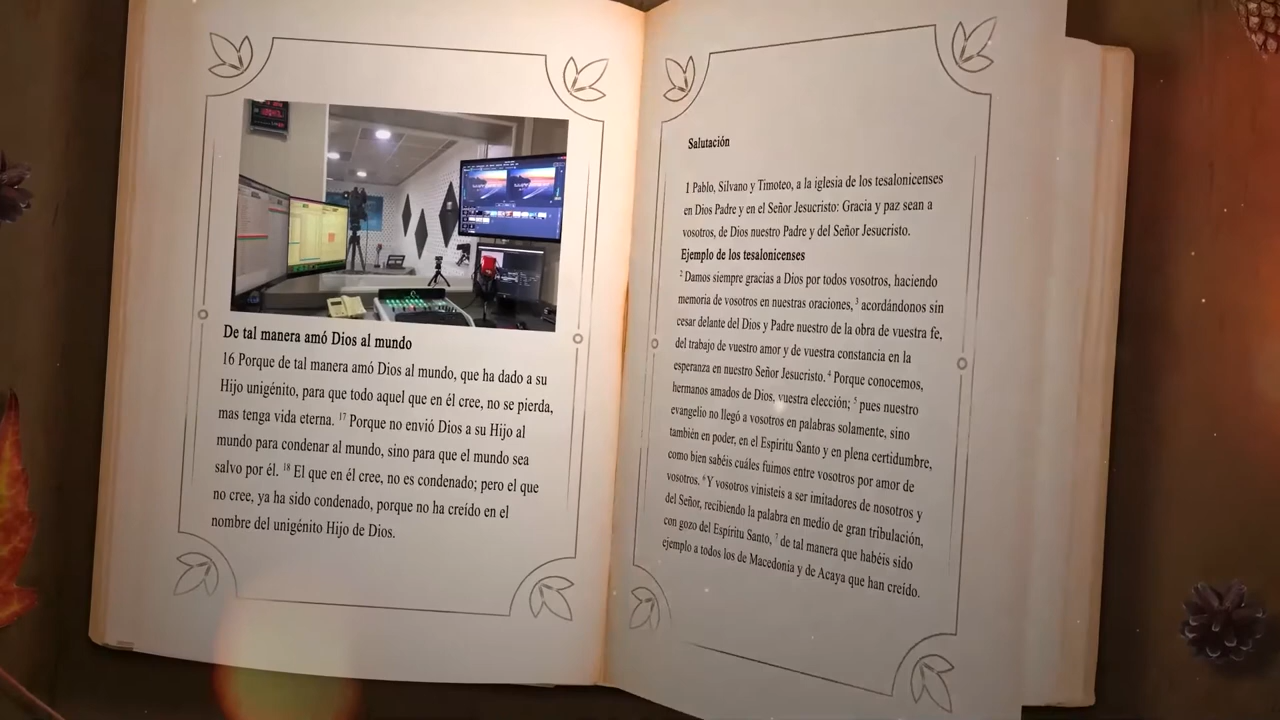 De tal manera amó Dios al mundo
16 Porque de tal manera amó Dios al mundo, que ha dado a su
Hijo unigénito, para que todo aquel que en él cree, no se pierda,
mas tenga vida eterna. 17 Porque no envió Dios a su Hijo al
mundo para condenar al mundo, sino para que el mundo sea
salvo por él. 18 El que en él cree, no es condenado; pero el que
no cree, ya ha sido condenado, porque no ha creído en el
nombre del unigénito Hijo de Dios.
Salutación
1 Pablo, Silvano y Timoteo, a la iglesia de los tesalonicenses
en Dios Padre y en el Señor Jesucristo: Gracia y paz sean a
vosotros, de Dios nuestro Padre y del Señor Jesucristo.
Ejemplo de los tesalonicenses
2 Damos siempre gracias a Dios por todos vosotros, haciendo
memoria de vosotros en nuestras oraciones, 3 acordándonos sin
cesar delante del Dios y Padre nuestro de la obra de vuestra fe,
del trabajo de vuestro amor y de vuestra constancia en la
esperanza en nuestro Señor Jesucristo. 4 Porque conocemos,
hermanos amados de Dios, vuestra elección; 5 pues nuestro
evangelio no llegó a vosotros en palabras solamente, sino
también en poder, en el Espíritu Santo y en plena certidumbre,
como bien sabéis cuáles fuimos entre vosotros por amor de
vosotros. 6 Y vosotros vinisteis a ser imitadores de nosotros y
del Señor, recibiendo la palabra en medio de gran tribulación,
con gozo del Espíritu Santo, 7 de tal manera que habéis sido
ejemplo a todos los de Macedonia y de Acaya que han creído.